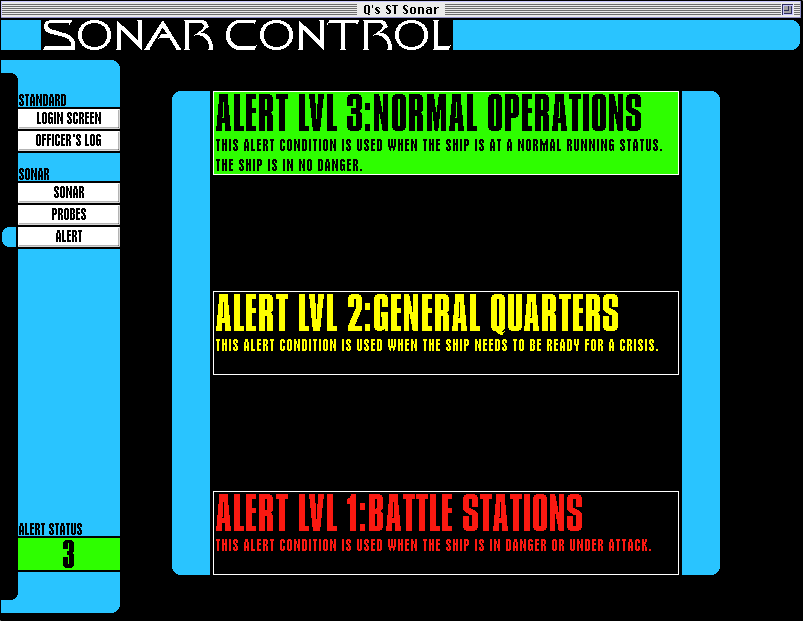 Q's ST Sonar
SONAR CONTROL
STANDARD
LOGIN SCREEN
OFFICER'S LOG
SONAR
SONAR
PROBES
ALERT
ALERT STATUS
3
ALERT LVL 3:NORMAL OPERATIONS
THIS ALERT CONDITION IS USED WHEN THE SHIP IS AT A NORMAL RUNNING STATUS.
THE SHIP IS IN NO DANGER.
ALERT LVL 2:GENERAL QUARTERS
THIS ALERT CONDITION IS USED WHEN THE SHIP NEEDS TO BE READY FOR A CRISIS.
ALERT LVL 1:BATTLE STATIONS
THIS ALERT CONDITION IS USED WHEN THE SHIP IS IN DANGER OR UNDER ATTACK.